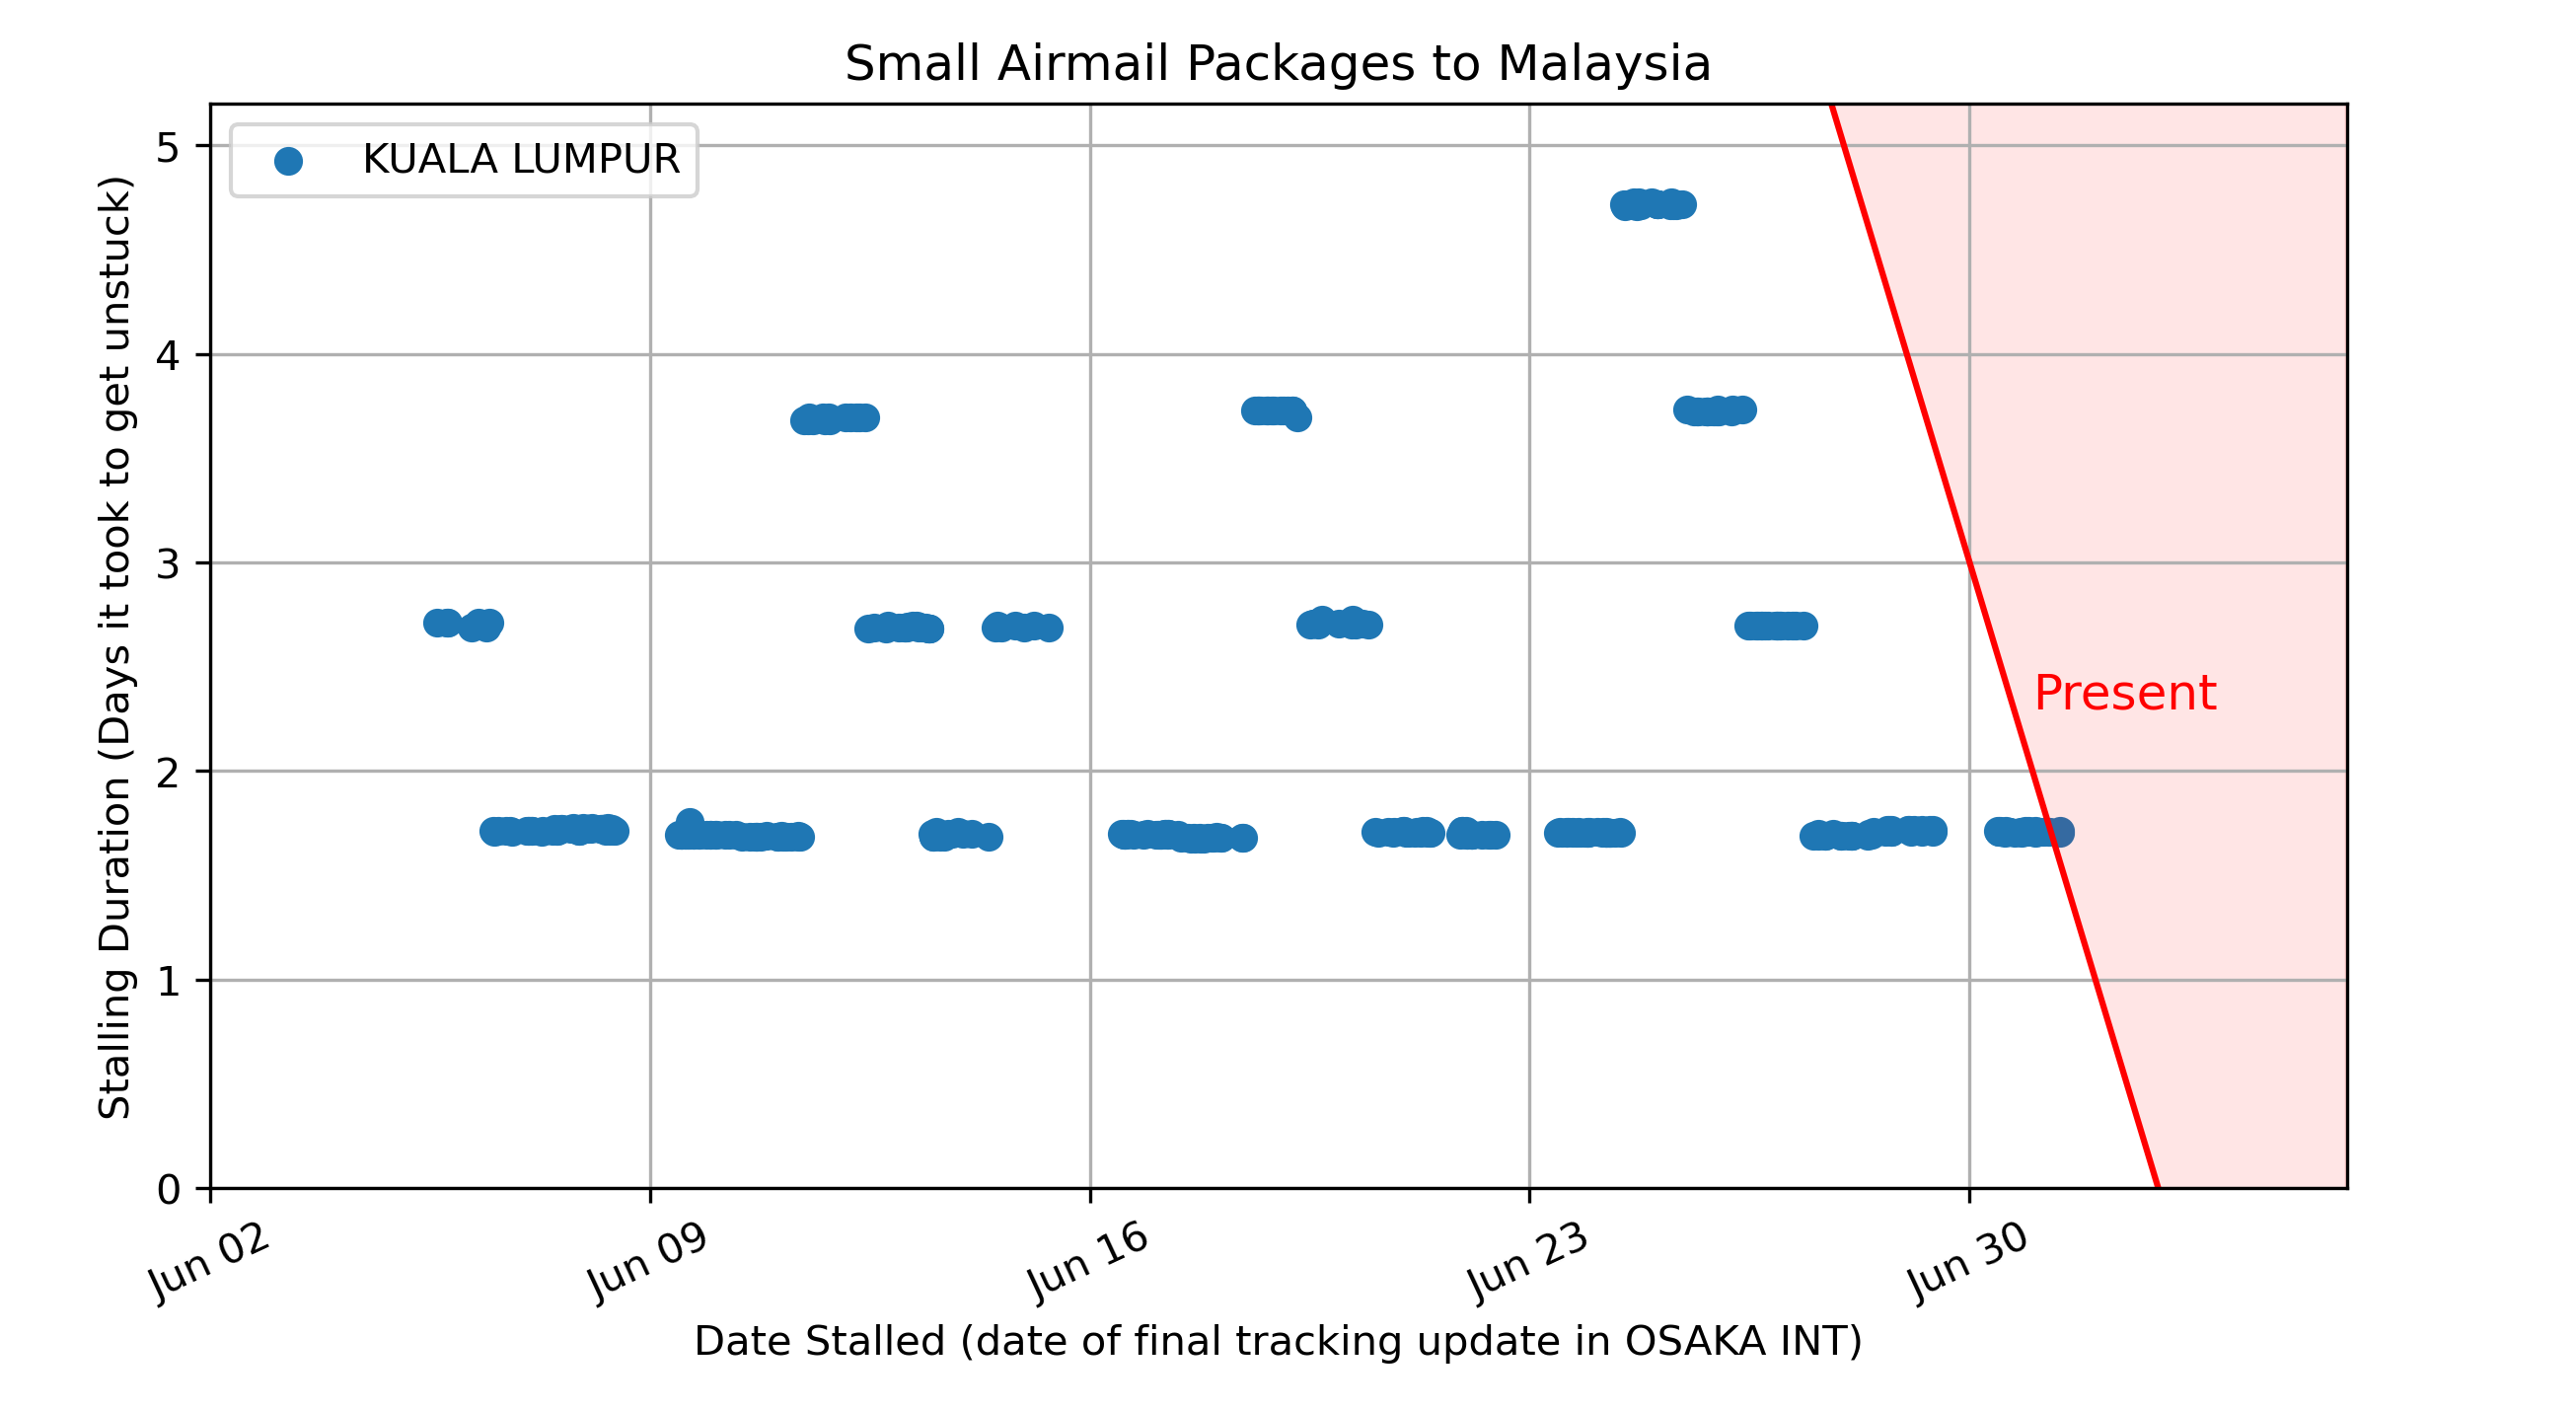 Small Airmail Packages to Malaysia
KUALA LUMPUR
Stalling Duration (Days it took to get unstuck)
5
4
3
2
1
0
Present
Jun 02
Jun 09
Jun 16
Jun 23
Jun 30
Date Stalled (date of final tracking update in OSAKA INT)